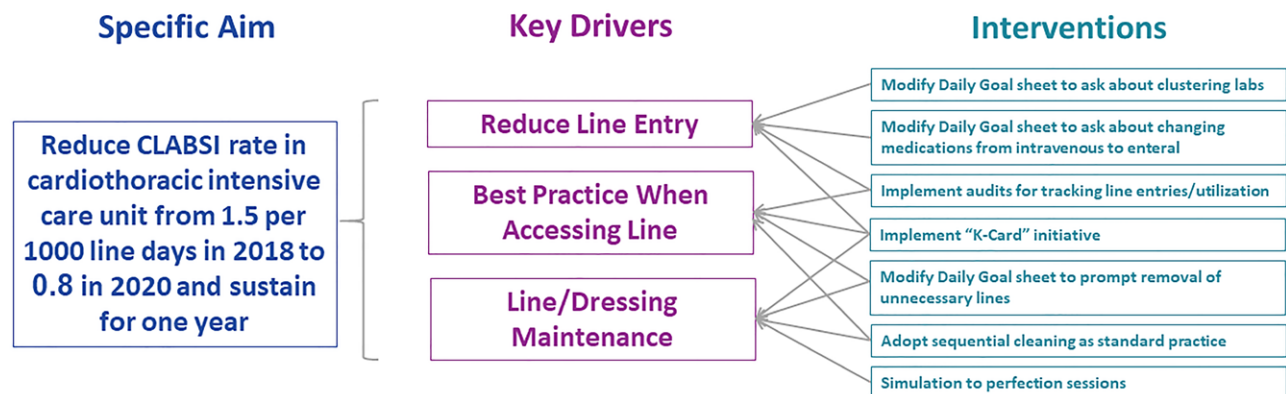 Specific Aim
Key Drivers
Interventions
Reduce CLABSI rate in
cardiothoracic intensive
care unit from 1.5 per
1000 line days in 2018 to
0.8 in 2020 and sustain
for one year
Reduce Line Entry
Best Practice When
Accessing Line
Line/Dressing
Maintenance
Modify Daily Goal sheet to ask about clustering labs
Modify Daily Goal sheet to ask about changing
medications from intravenous to enteral
Implement audits for tracking line entries/utilization
Implement “K-Card” initiative
Modify Daily Goal sheet to prompt removal of
unnecessary lines
Adopt sequential cleaning as standard practice
Simulation to perfection sessions